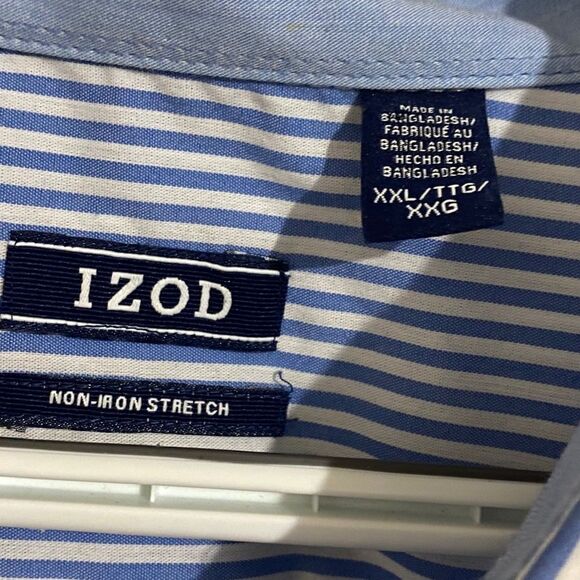 MADE IN
BANGLADESH/
FABRIQUÉ AU
BANGLADESH/
HECHO EN
BANGLADESH
XXL/TTG/
XXG
IZOD
NON-IRON STRETCH